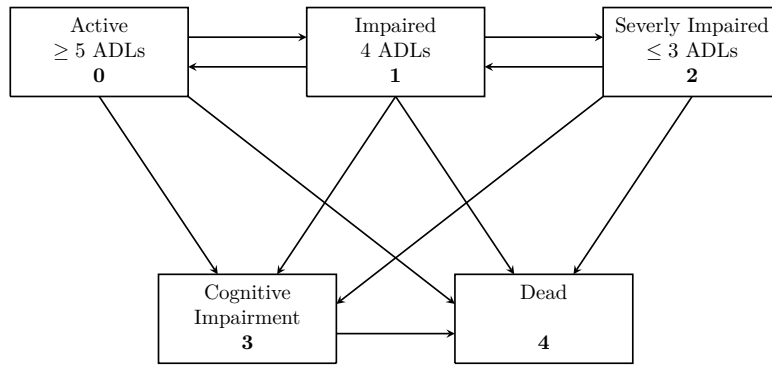 Active
≥ 5 ADLs
0
Impaired
4 ADLs
1
Severly Impaired
≤ 3 ADLs
2
Cognitive
Impairment
3
Dead
4